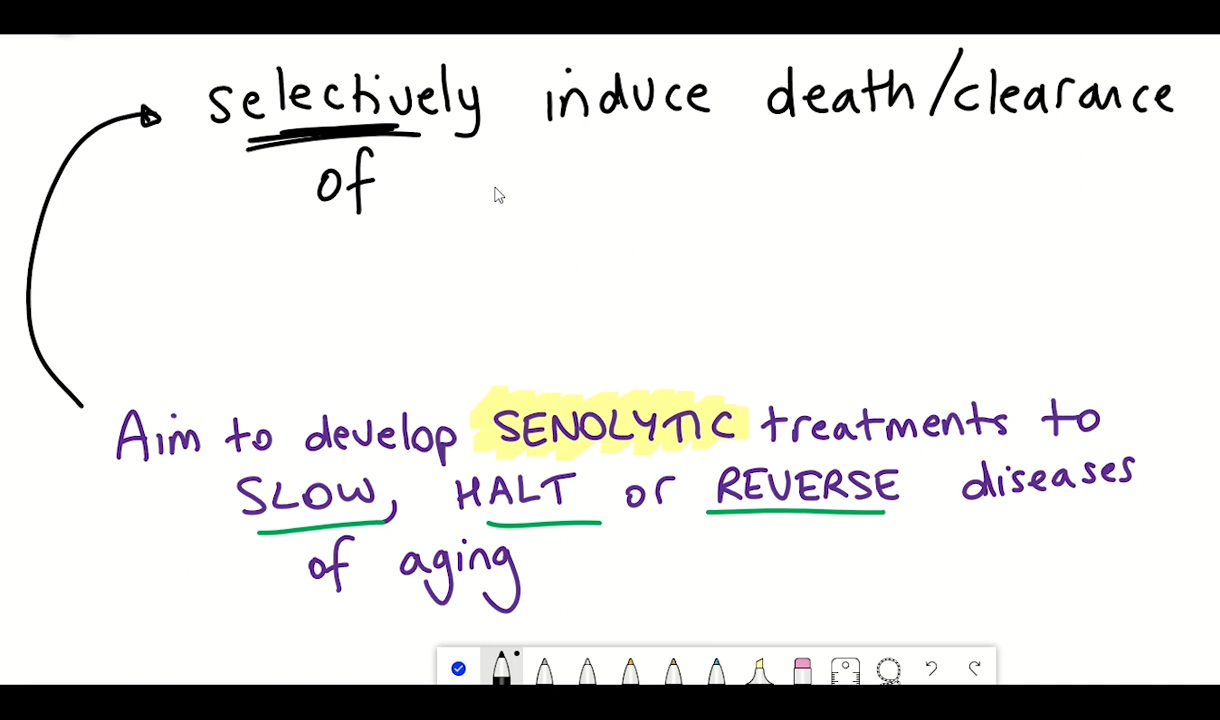 selectively induce death/clearance
of
Aim to develop SENOLYTIC treatments to
SLOW, HALT or REVERSE diseases
of aging